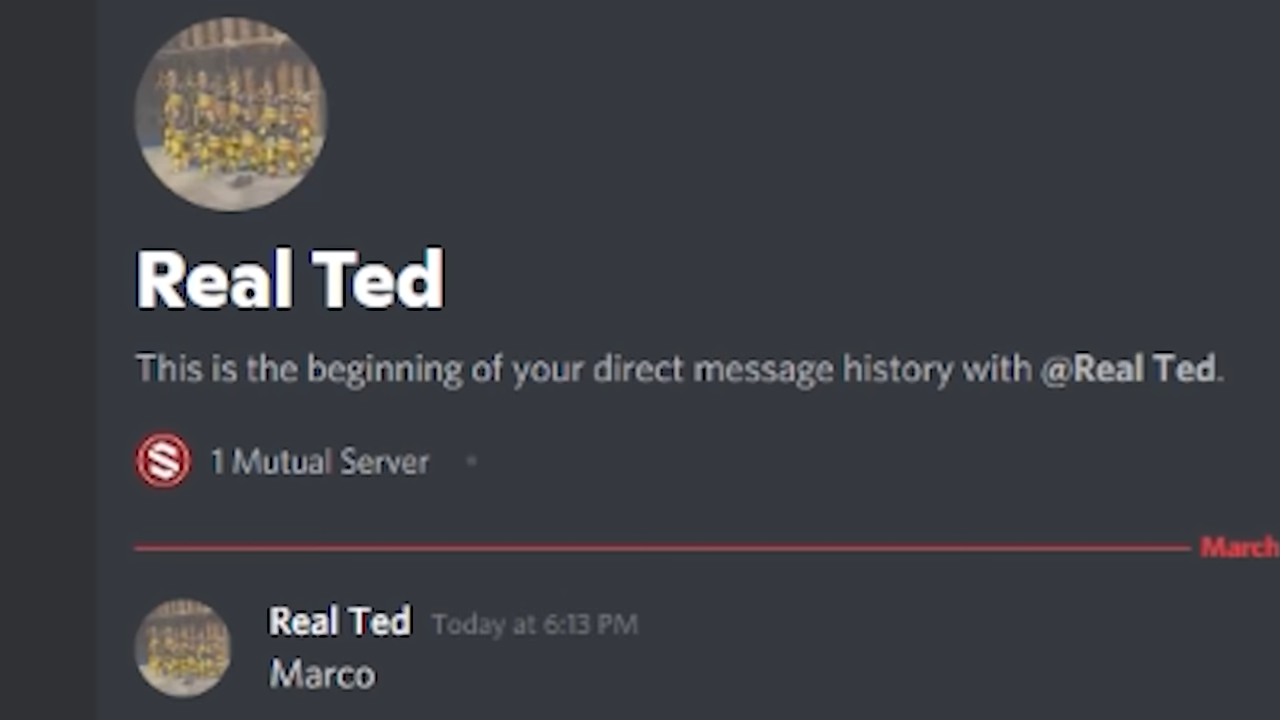 Real Ted
This is the beginning of your direct message history with @Real Ted.
1 Mutual Server
March
Real Ted Today at 6:13 PM
Marco